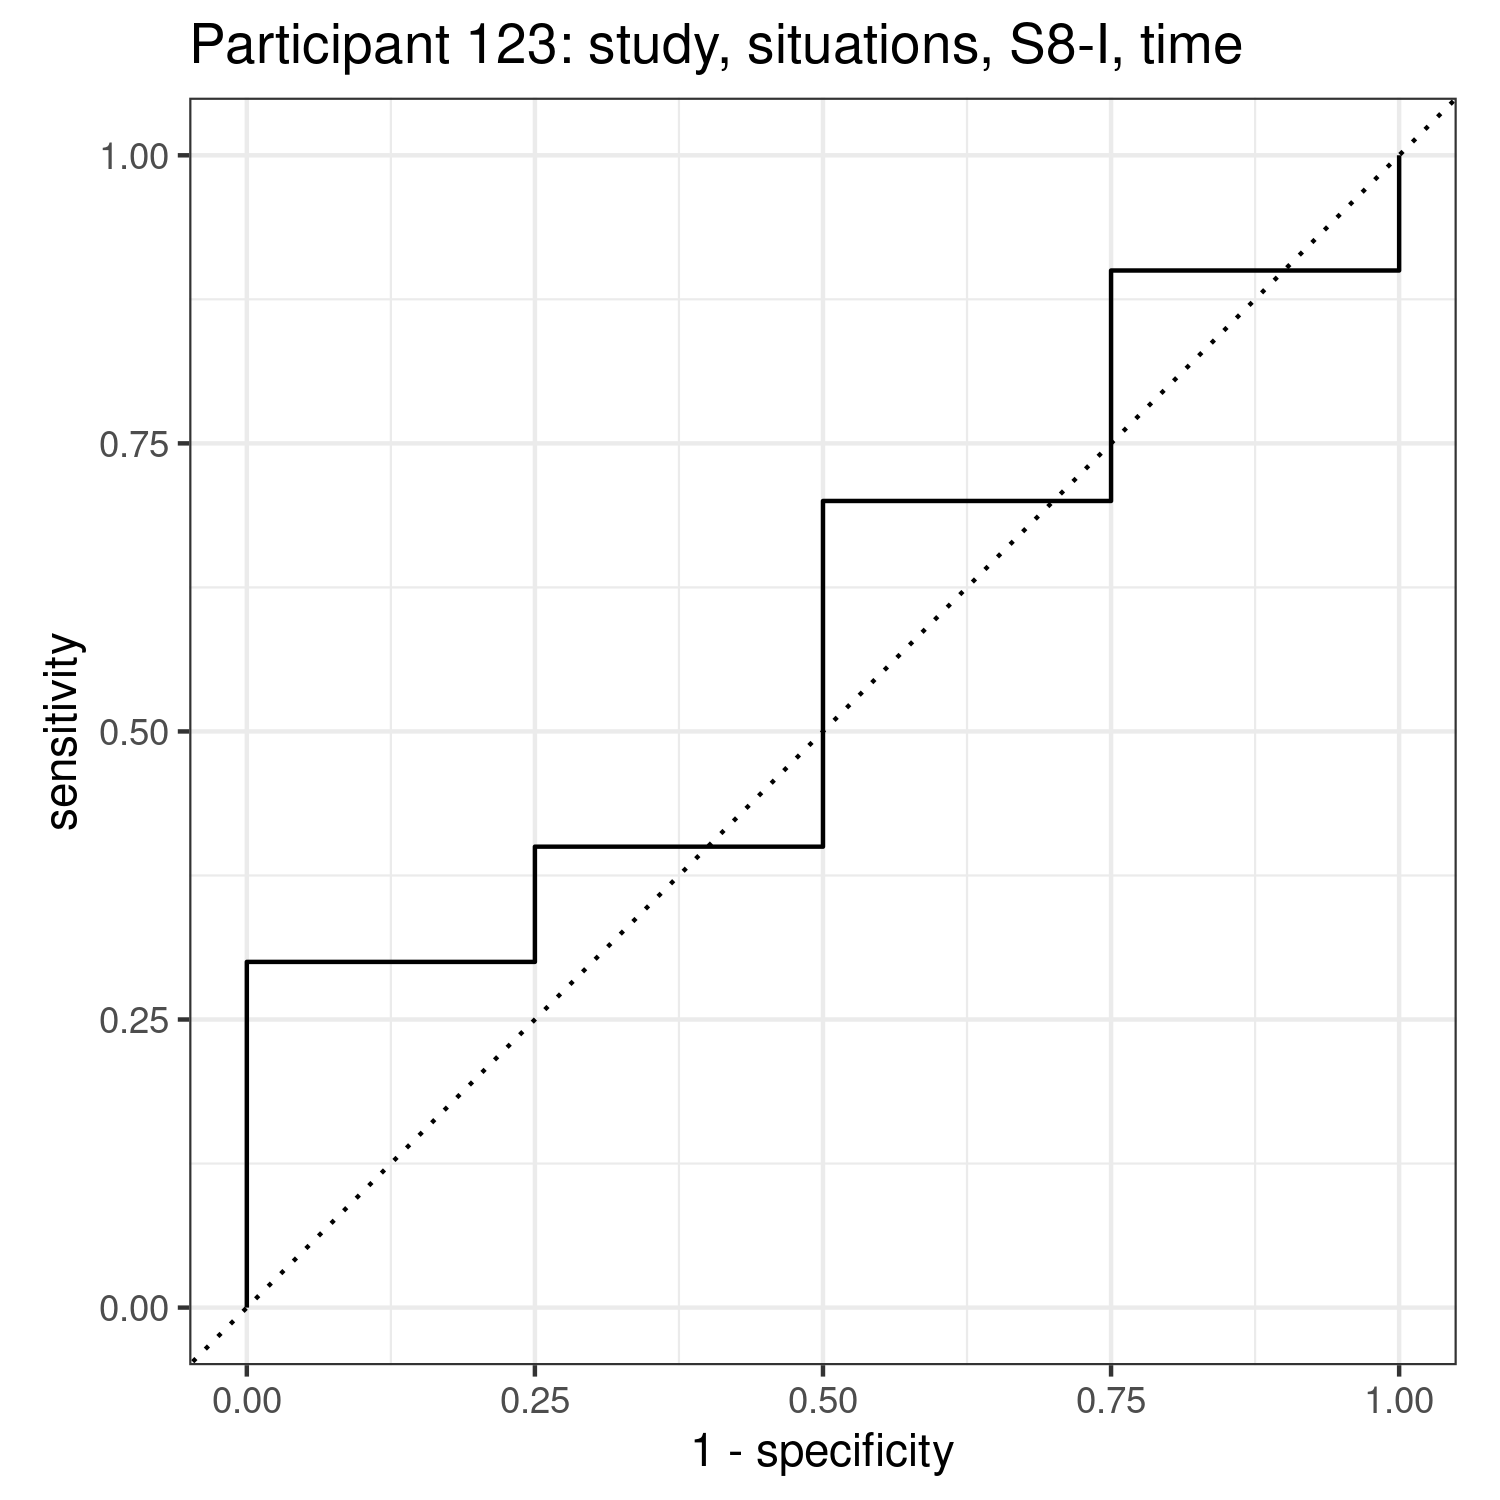 Participant 123: study, situations, S8-I, time
1.00
0.75
0.50
0.25
0.00
sensitivity
0.00 0.25 0.50 0.75 1.00
1 - specificity